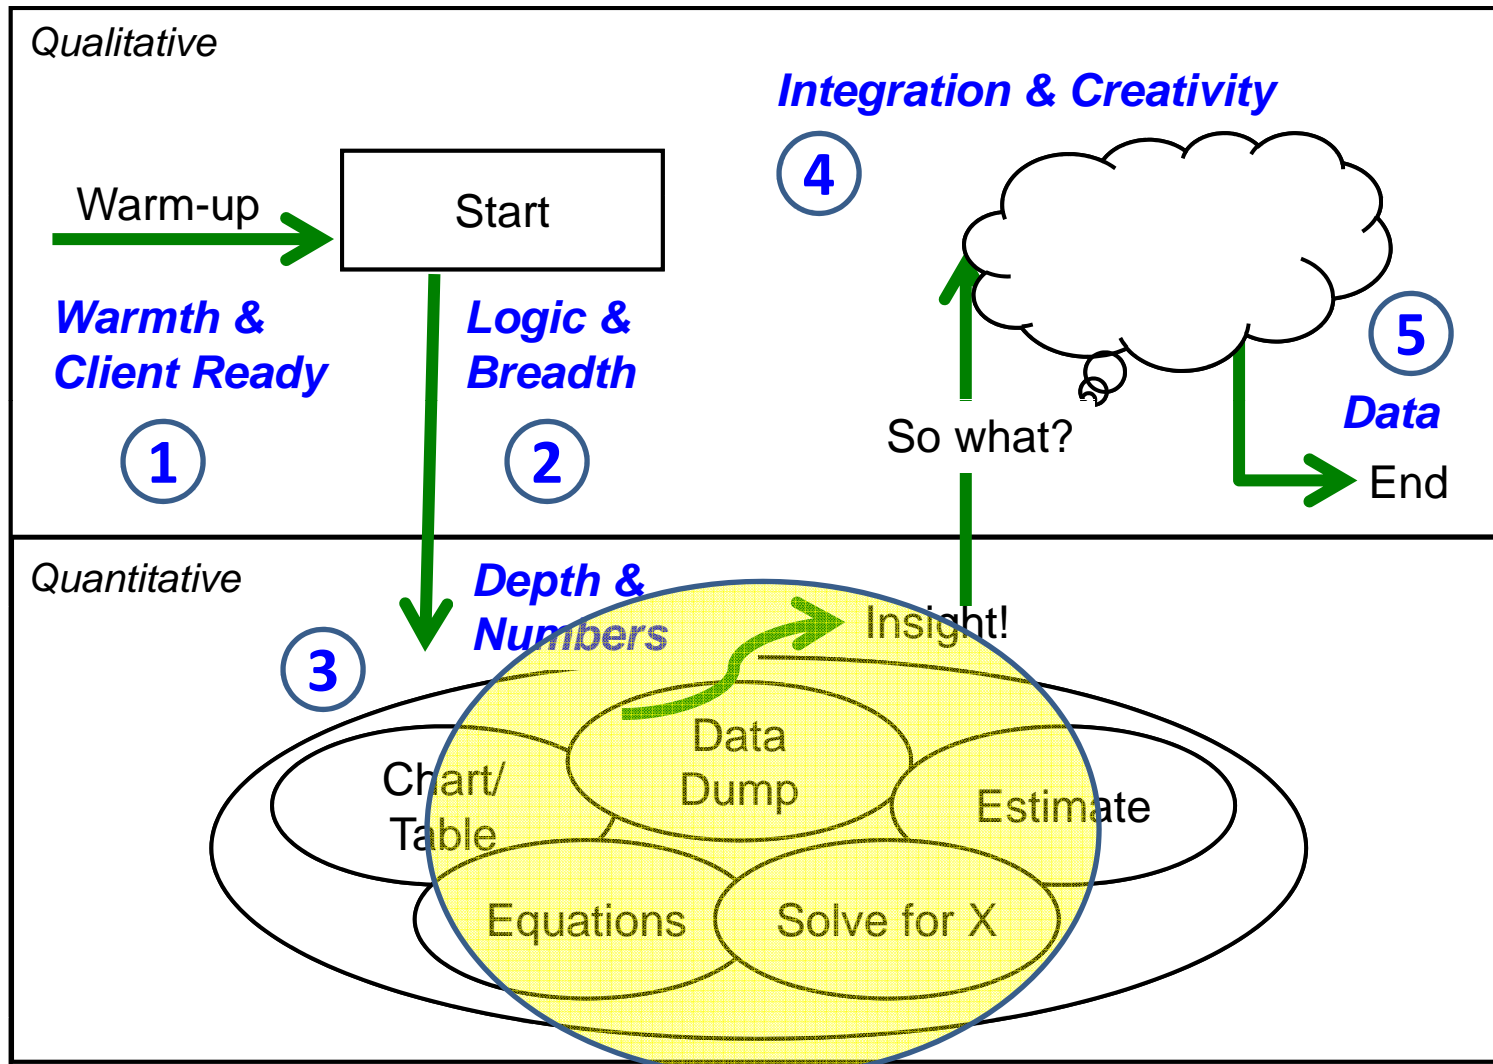 Qualitative
Integration & Creativity
4
Warm-up
Start
Warmth &
Client Ready
1
Logic &
Breadth
2
5
Data
So what?
End
Quantitative
Depth &
Numbers
3
Insight!
Data
Dump
Chart/
Table
Estimate
Equations
Solve for X